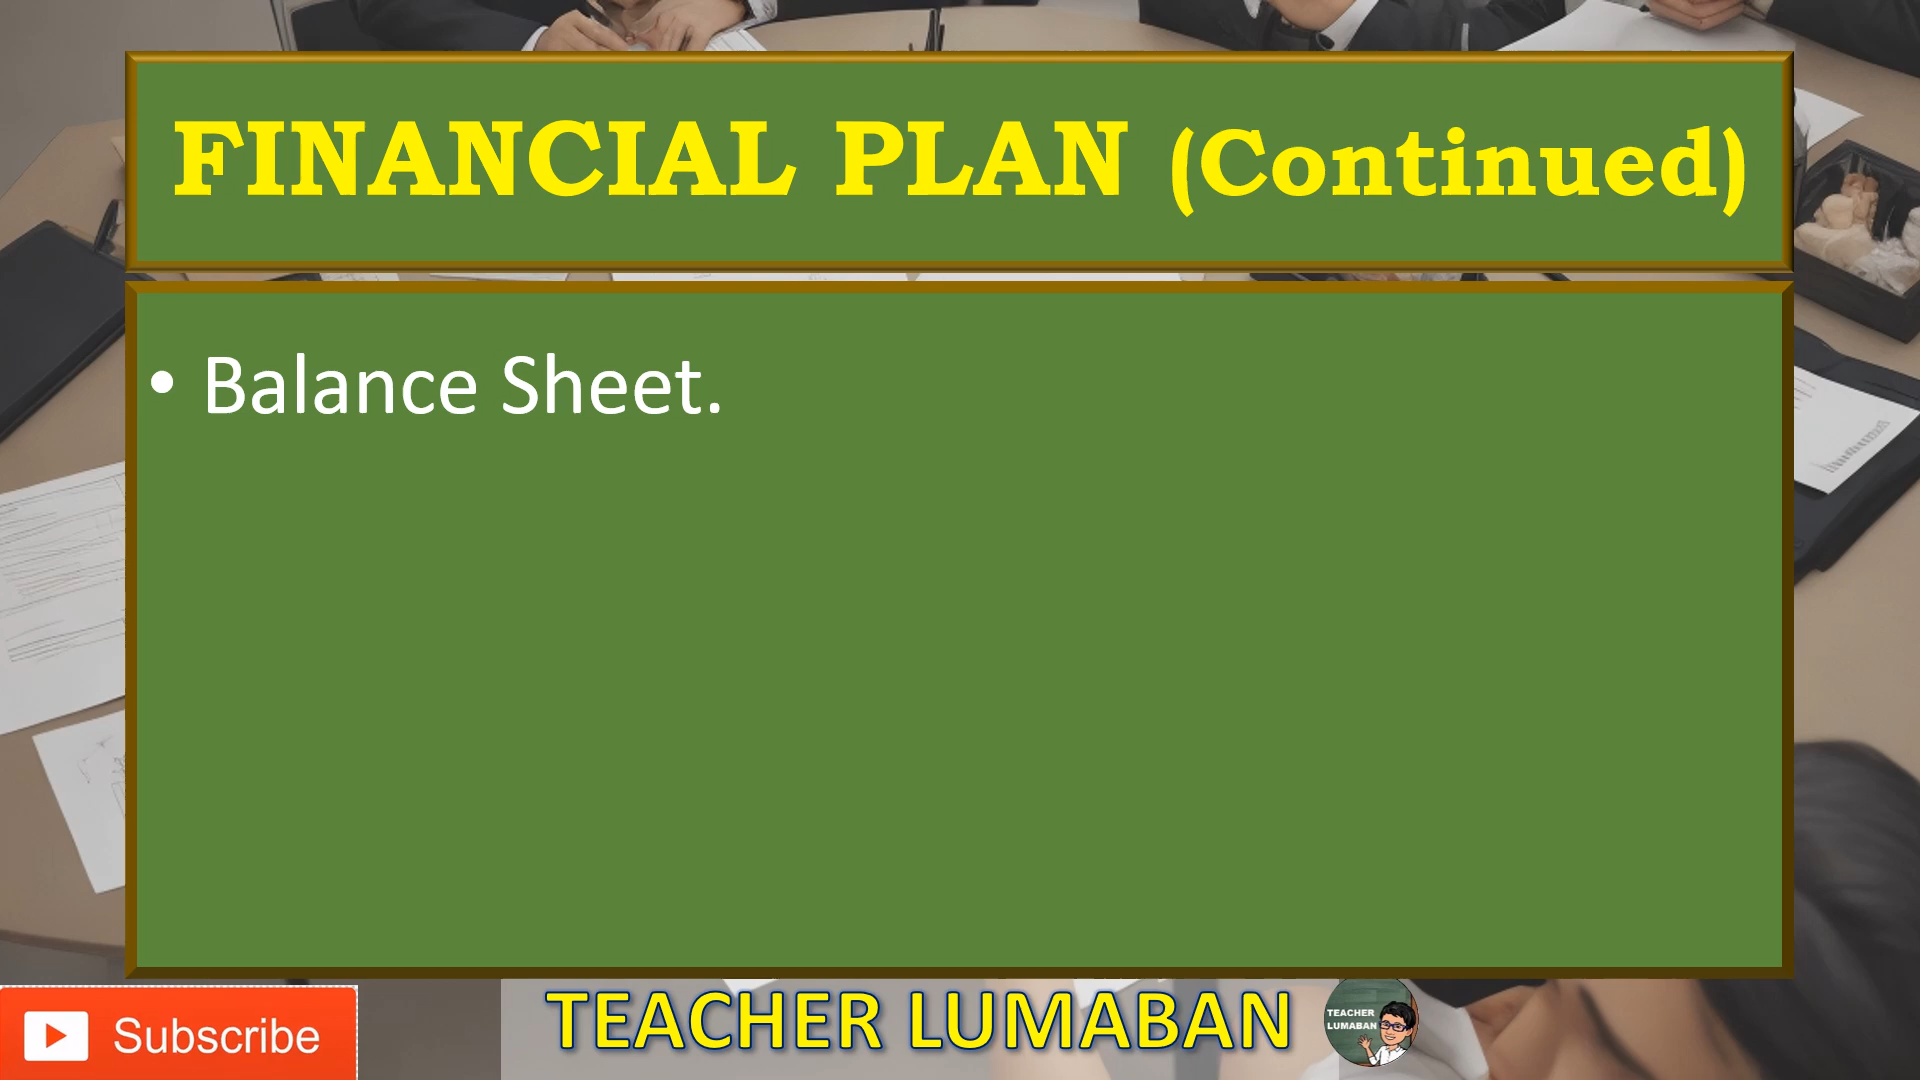 FINANCIAL PLAN (Continued)
• Balance Sheet.
Subscribe
TEACHER LUMABAN
TEACHER
LUMABAN